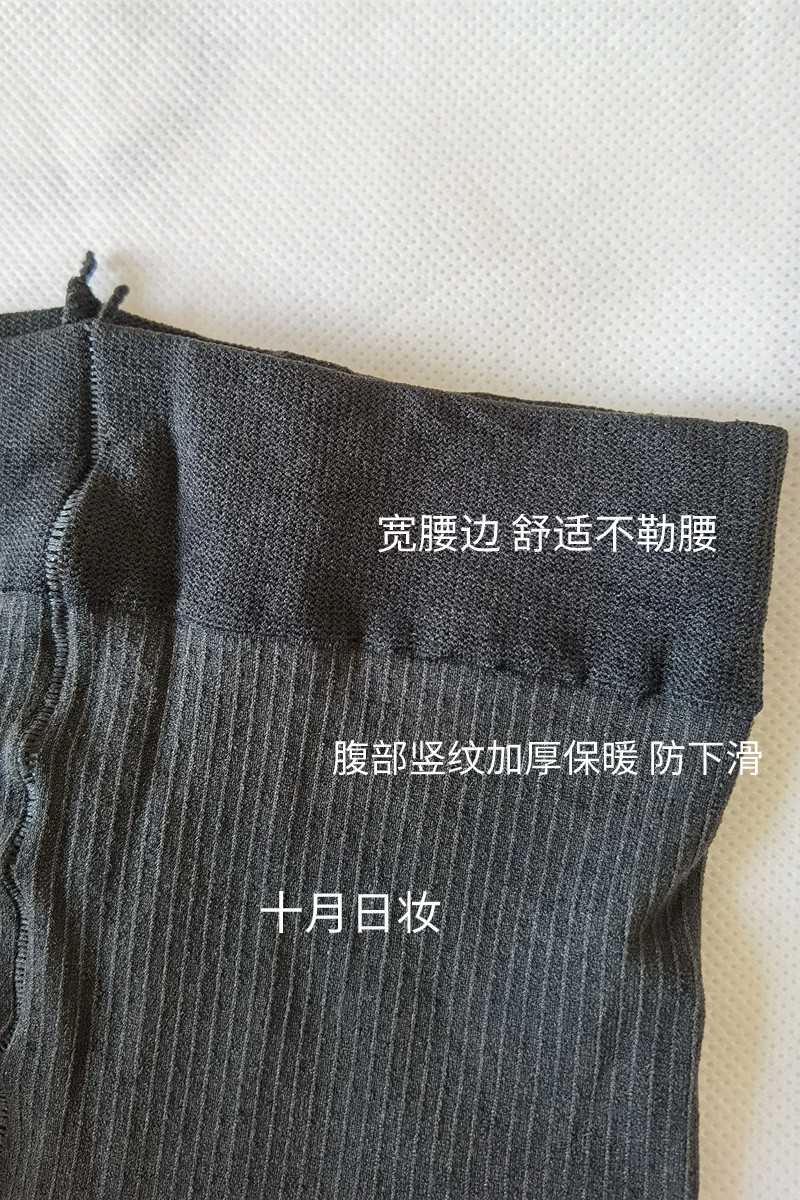 宽腰边 舒适不勒腰
腹部竖纹加厚保暖 防下滑
十月日妆